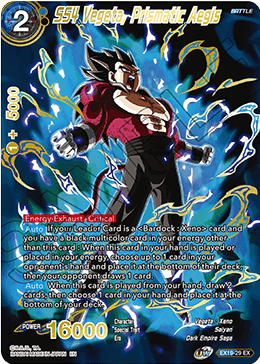 BATTLE
2
SS4 Vegeta, Prismatic Aegis
1 + 5000
Energy-Exhaust Critical
Auto If your Leader Card is a <Bardock : Xeno> card and
you have a black multicolor card in your energy other
than this card : When this card in your hand is played
or placed in energy, choose up to 1 card in
your opponent's hand and place it at the bottom of their deck,
then your opponent draws 1 card.
Auto When this card is played from your hand, draw 2
cards, then choose 1 card in your hand and place it at the
bottom of your deck.
POWER 16000
Character Vegeta : Xeno
Special Trait Saiyan
Era Dark Empire Saga
UW EX19-29 EX